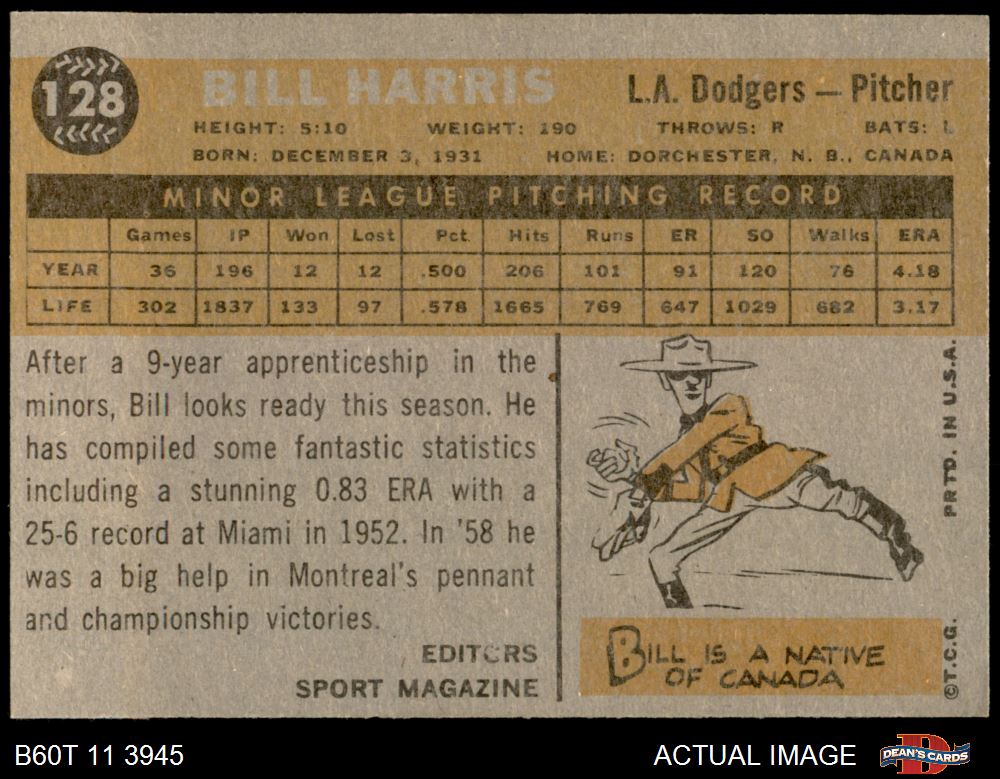 128
BILL HARRIS
L.A. Dodgers — Pitcher
HEIGHT: 5:10 WEIGHT: 190 THROWS: R BATS: L
BORN: DECEMBER 3, 1931 HOME: DORCHESTER, N. B., CANADA
MINOR LEAGUE PITCHING RECORD
Games IP Won Lost Pct. Hits Runs ER SO Walks ERA
YEAR 36 196 12 12 .500 206 101 91 120 76 4.18
LIFE 302 1837 133 97 .578 1665 769 647 1029 682 3.17
After a 9-year apprenticeship in the
minors, Bill looks ready this season. He
has compiled some fantastic statistics
including a stunning 0.83 ERA with a
25-6 record at Miami in 1952. In '58 he
was a big help in Montreal's pennant
and championship victories.
EDITORS
SPORT MAGAZINE
BILL IS A NATIVE
OF CANADA
©T.C.G. PRTD. IN U.S.A.
B60T 11 3945
ACTUAL IMAGE
DEAN'S CARDS